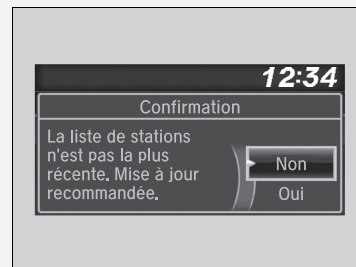 12:34
Confirmation
La liste de stations
n'est pas la plus
récente. Mise à jour
recommandée.
Non
Oui